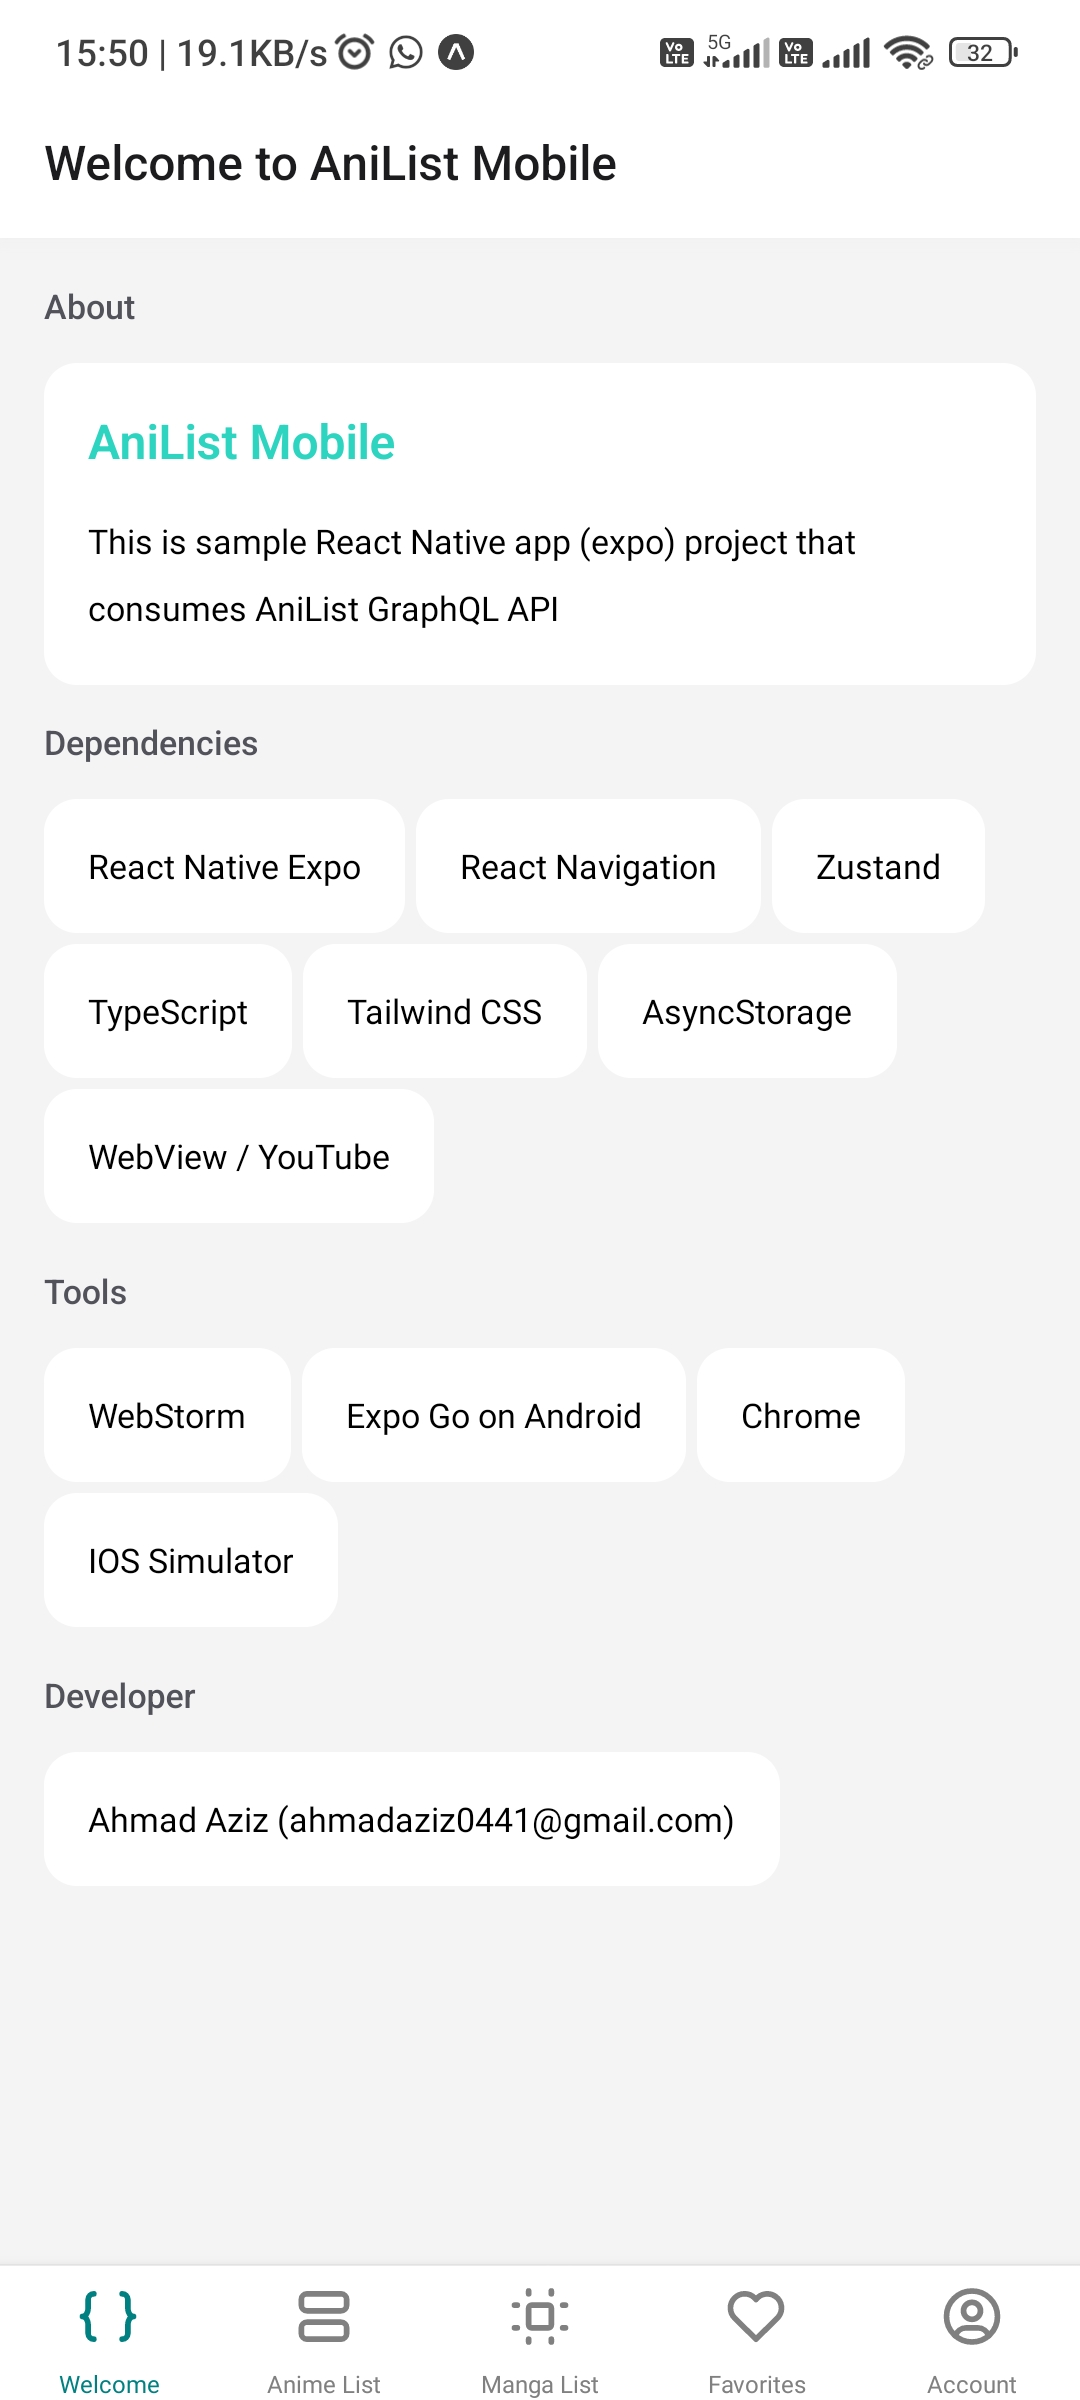 15:50 | 19.1KB/s Vo LTE 5G Vo LTE 32
Welcome to AniList Mobile
About
AniList Mobile
This is sample React Native app (expo) project that
consumes AniList GraphQL API
Dependencies
React Native Expo React Navigation Zustand
TypeScript Tailwind CSS AsyncStorage
WebView / YouTube
Tools
WebStorm Expo Go on Android Chrome
IOS Simulator
Developer
Ahmad Aziz (ahmadaziz0441@gmail.com)
Welcome Anime List Manga List Favorites Account